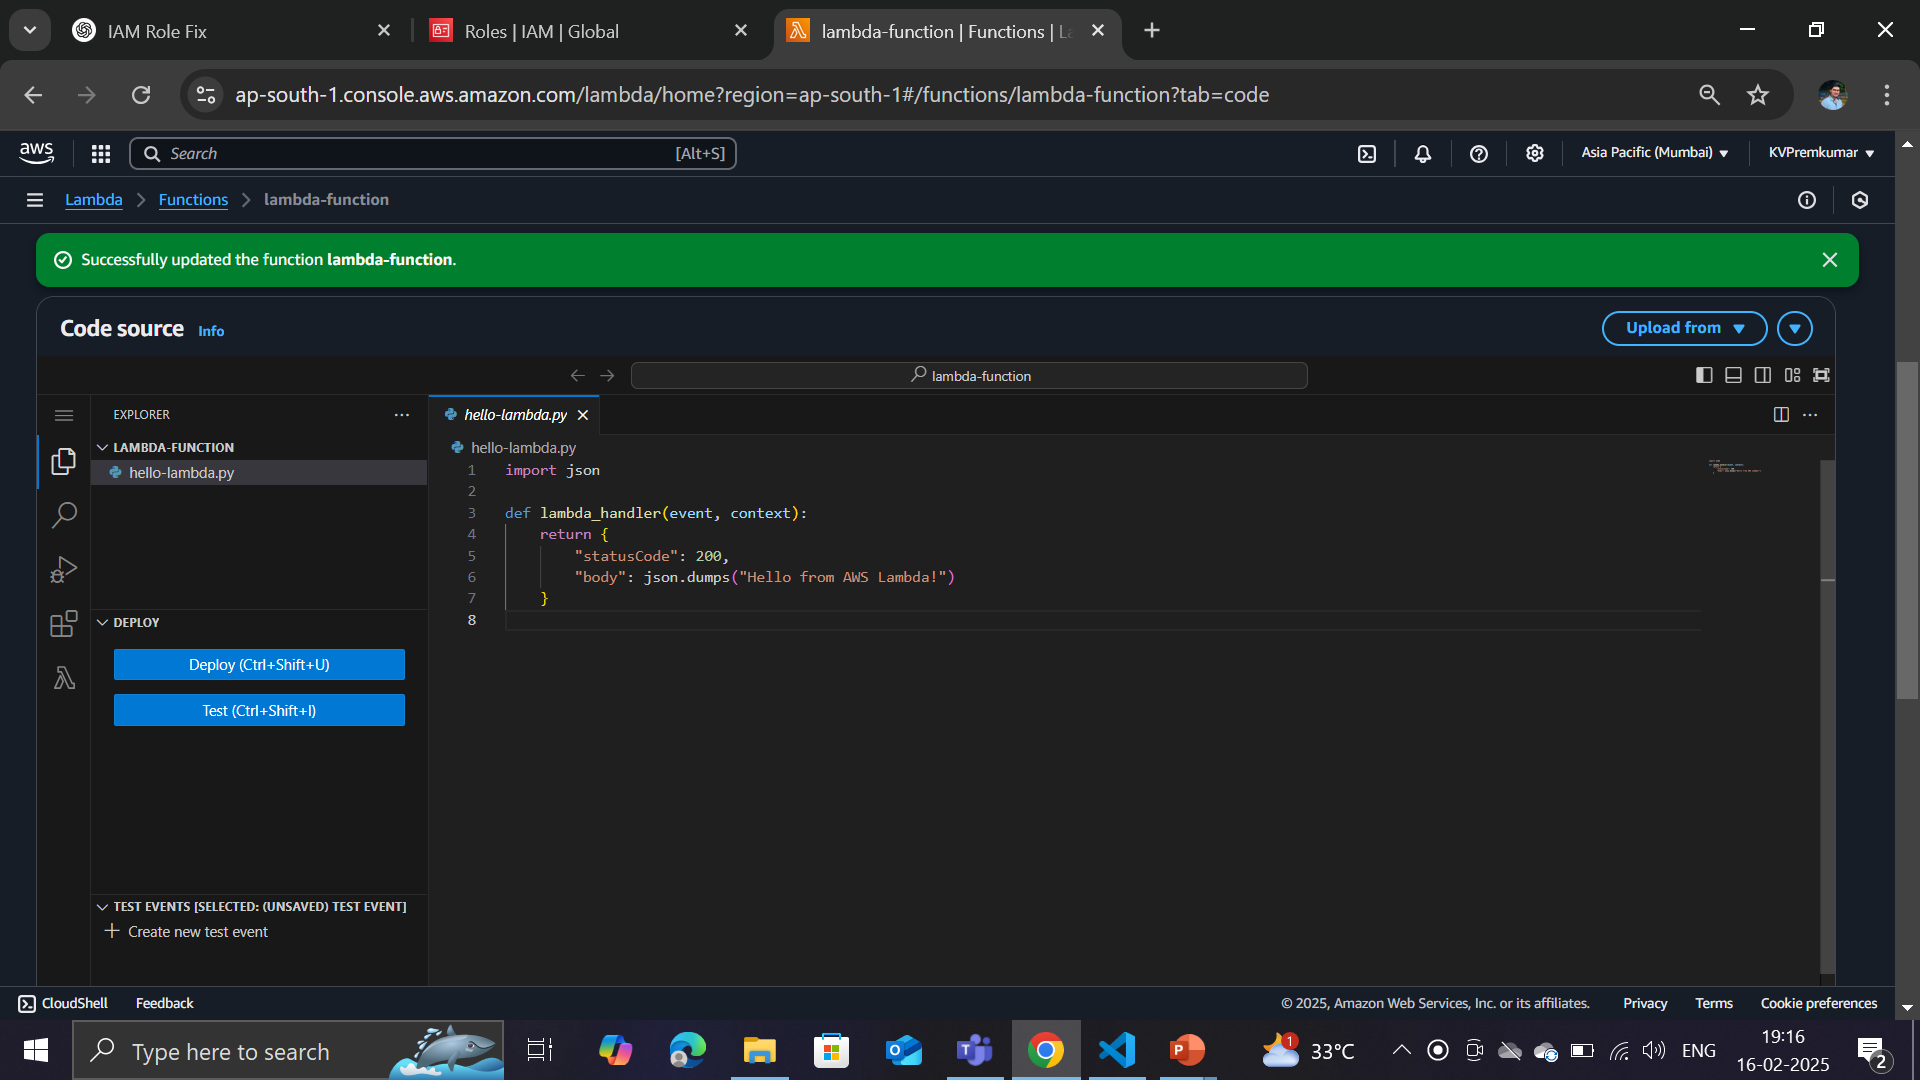 IAM Role Fix
Roles | IAM | Global
lambda-function | Functions | La
ap-south-1.console.aws.amazon.com/lambda/home?region=ap-south-1#/functions/lambda-function?tab=code
aws
Search
[Alt+S]
Asia Pacific (Mumbai)
KVPremkumar
Lambda
Functions
lambda-function
Successfully updated the function lambda-function.
Code source Info
Upload from
lambda-function
EXPLORER
LAMBDA-FUNCTION
hello-lambda.py
DEPLOY
Deploy (Ctrl+Shift+U)
Test (Ctrl+Shift+I)
TEST EVENTS [SELECTED: (UNSAVED) TEST EVENT]
Create new test event
hello-lambda.py
hello-lambda.py
1 import json
2
3 def lambda_handler(event, context):
4     return {
5         "statusCode": 200,
6         "body": json.dumps("Hello from AWS Lambda!")
7     }
8
CloudShell
Feedback
© 2025, Amazon Web Services, Inc. or its affiliates.
Privacy
Terms
Cookie preferences
Type here to search
1
33°C
ENG
19:16
16-02-2025
2